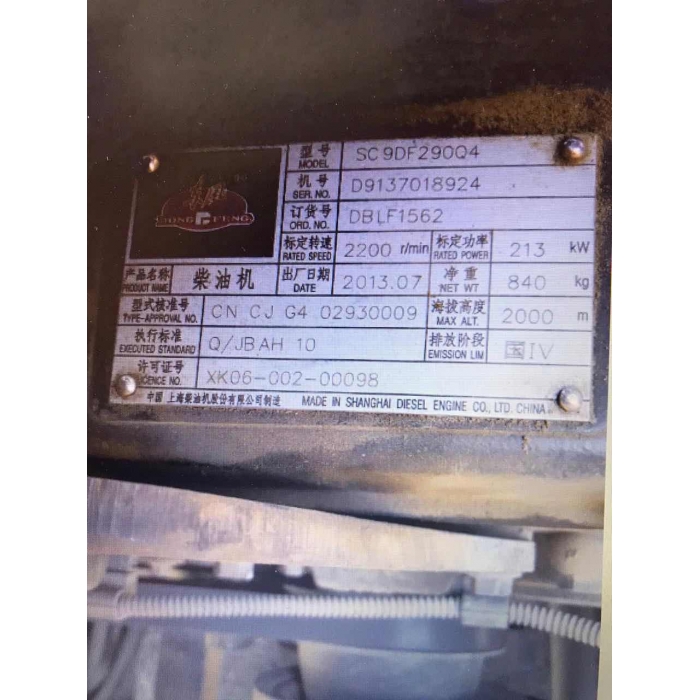 型号 MODEL SC9DF290Q4
机号 SER. NO. D9137018924
订货号 ORD. NO. DBLF1562
标定转速 RATED SPEED 2200 r/min 标定功率 RATED POWER 213 kW
产品名称 PRODUCT NAME 柴油机 出厂日期 DATE 2013.07 净重 NET WT 840 kg
型式核准号 TYPE-APPROVAL NO. CN CJ G4 02930009 海拔高度 MAX ALT. 2000 m
执行标准 EXECUTED STANDARD Q/JBAH 10 排放阶段 EMISSION LIM 国IV
许可证号 ICENCE NO. XK06-002-00098
中国 上海柴油机股份有限公司制造 MADE IN SHANGHAI DIESEL ENGINE CO., LTD. CHINA